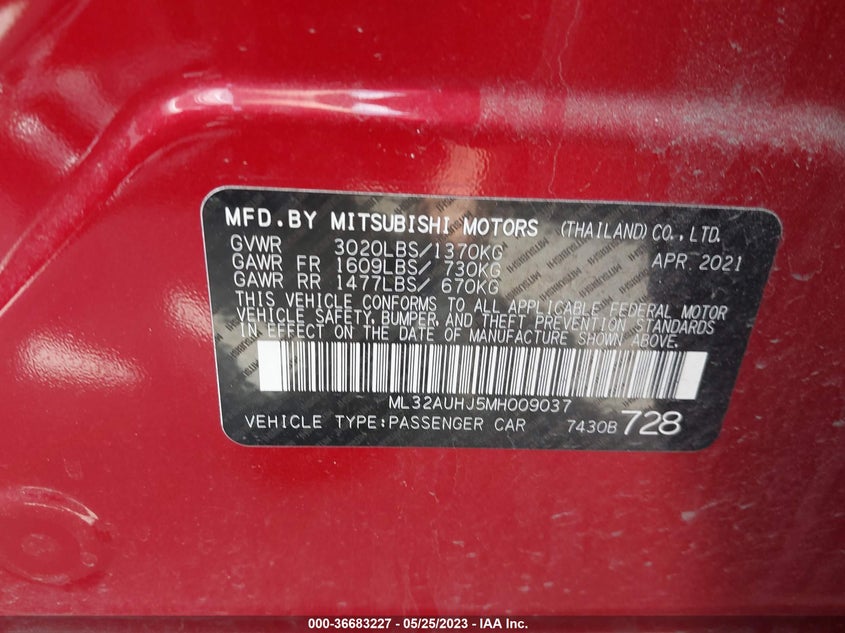 MFD.BY MITSUBISHI MOTORS (THAILAND)CO.,LTD.
GVWR 3020LBS/1370KG APR 2021
GAWR FR 1609LBS/ 730KG
GAWR RR 1477LBS/ 670KG
THIS VEHICLE CONFORMS TO ALL APPLICABLE FEDERAL MOTOR
VEHICLE SAFETY, BUMPER, AND THEFT PREVENTION STANDARDS
IN EFFECT ON THE DATE OF MANUFACTURE SHOWN ABOVE.
ML32AUHJ5MH009037
VEHICLE TYPE:PASSENGER CAR 7430B 728
000-36683227 - 05/25/2023 - IAA Inc.